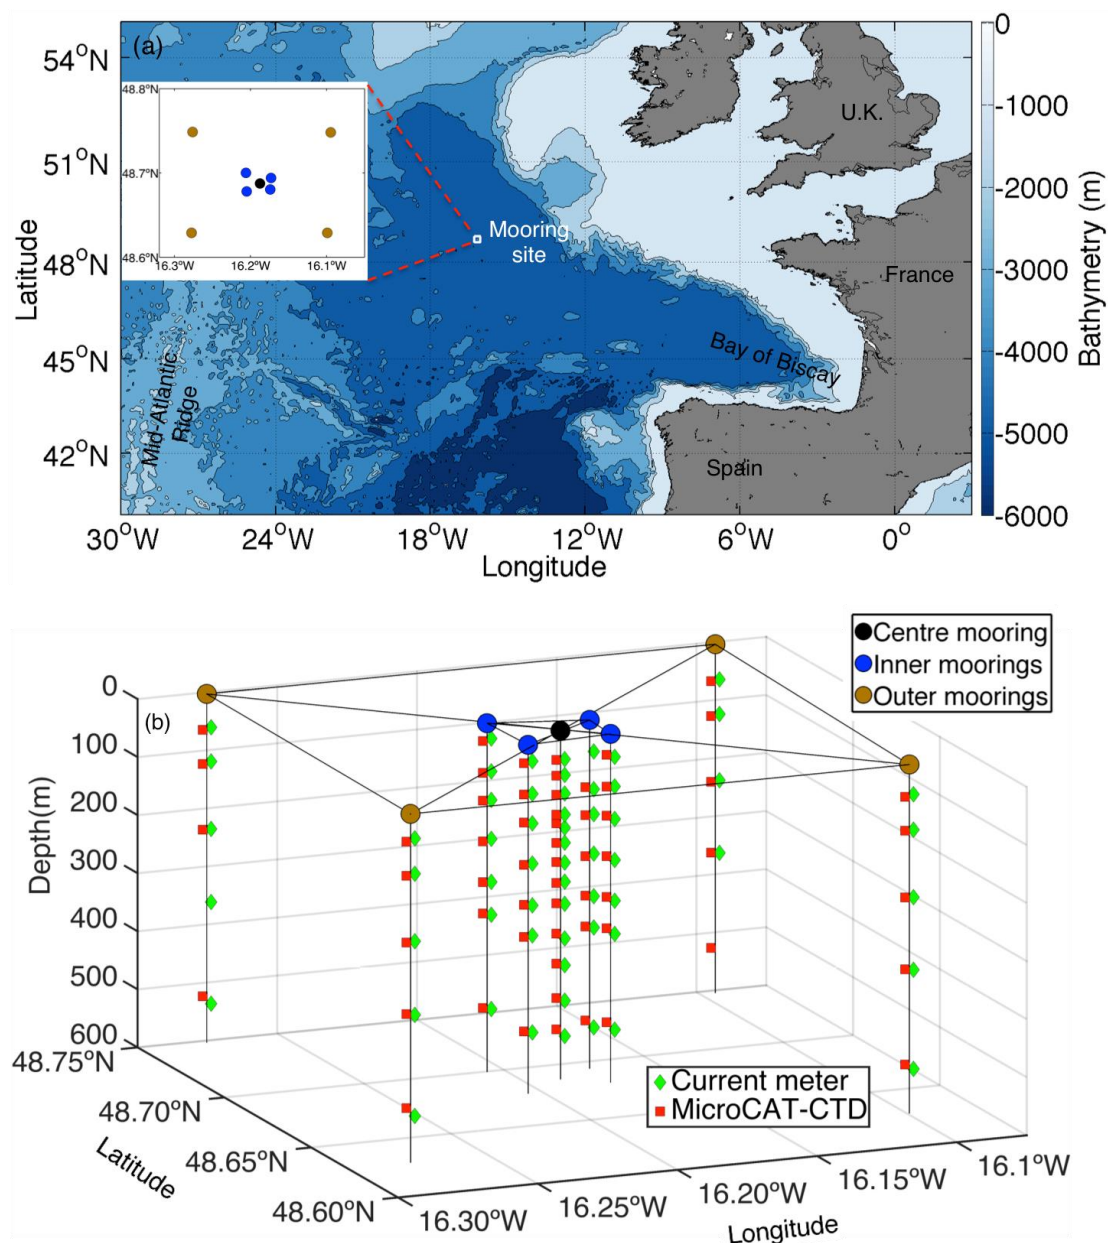 (a)
54°N
51°N
48°N
45°N
42°N
Latitude
30°W 24°W 18°W 12°W 6°W 0°
Longitude
48.8°N
48.7°N
48.6°N
16.3°W 16.2°W 16.1°W
Mooring
site
U.K.
France
Spain
Bay of Biscay
Mid-Atlantic
Ridge
0
-1000
-2000
-3000
-4000
-5000
-6000
Bathymetry (m)
(b)
Centre mooring
Inner moorings
Outer moorings
0
100
200
300
400
500
600
Depth(m)
48.75°N
48.70°N
48.65°N
48.60°N
Latitude
Current meter
MicroCAT-CTD
16.30°W
16.25°W
16.20°W
16.15°W
16.1°W
Longitude